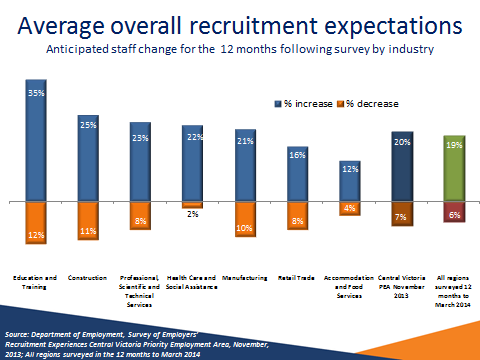 Average overall recruitment expectations
Anticipated staff change for the 12 months following survey by industry
% increase % decrease
35%
25%
23%
22%
21%
16%
12%
20%
19%
12%
11%
8%
2%
10%
8%
4%
7%
6%
Education and
Training
Construction
Professional,
Scientific and
Technical
Services
Health Care and
Social Assistance
Manufacturing
Retail Trade
Accommodation
and Food
Services
Central Victoria
PEA November
2013
All regions
surveyed 12
months to
March 2014
Source: Department of Employment, Survey of Employers'
Recruitment Experiences Central Victoria Priority Employment Area, November,
2013; All regions surveyed in the 12 months to March 2014